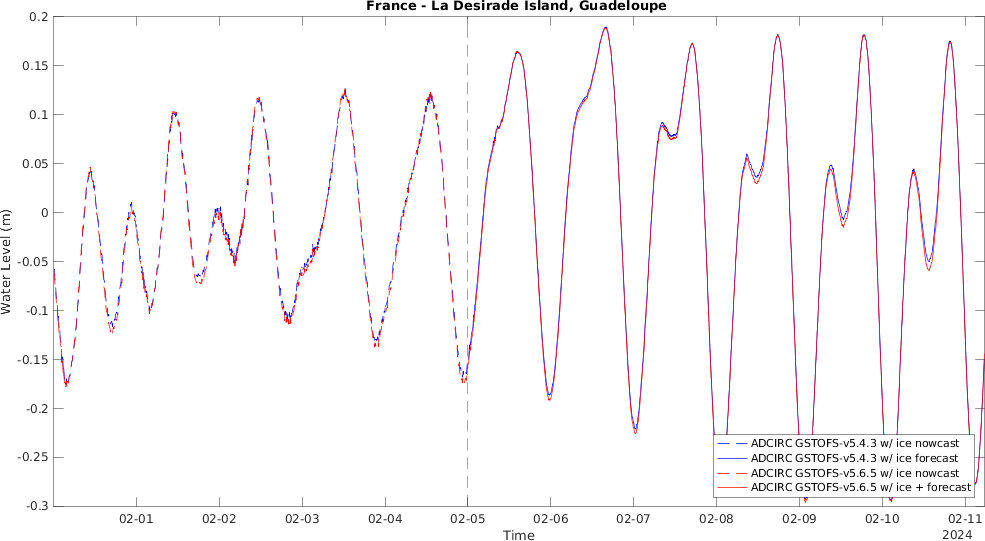 France - La Desirade Island, Guadeloupe
Water Level (m)
0.2
0.15
0.1
0.05
0
-0.05
-0.1
-0.15
-0.2
-0.25
-0.3
ADCIRC GSTOFS-v5.4.3 w/ ice nowcast
ADCIRC GSTOFS-v5.4.3 w/ ice forecast
ADCIRC GSTOFS-v5.6.5 w/ ice nowcast
ADCIRC GSTOFS-v5.6.5 w/ ice + forecast
02-01 02-02 02-03 02-04 02-05 02-06 02-07 02-08 02-09 02-10 02-11
2024
Time